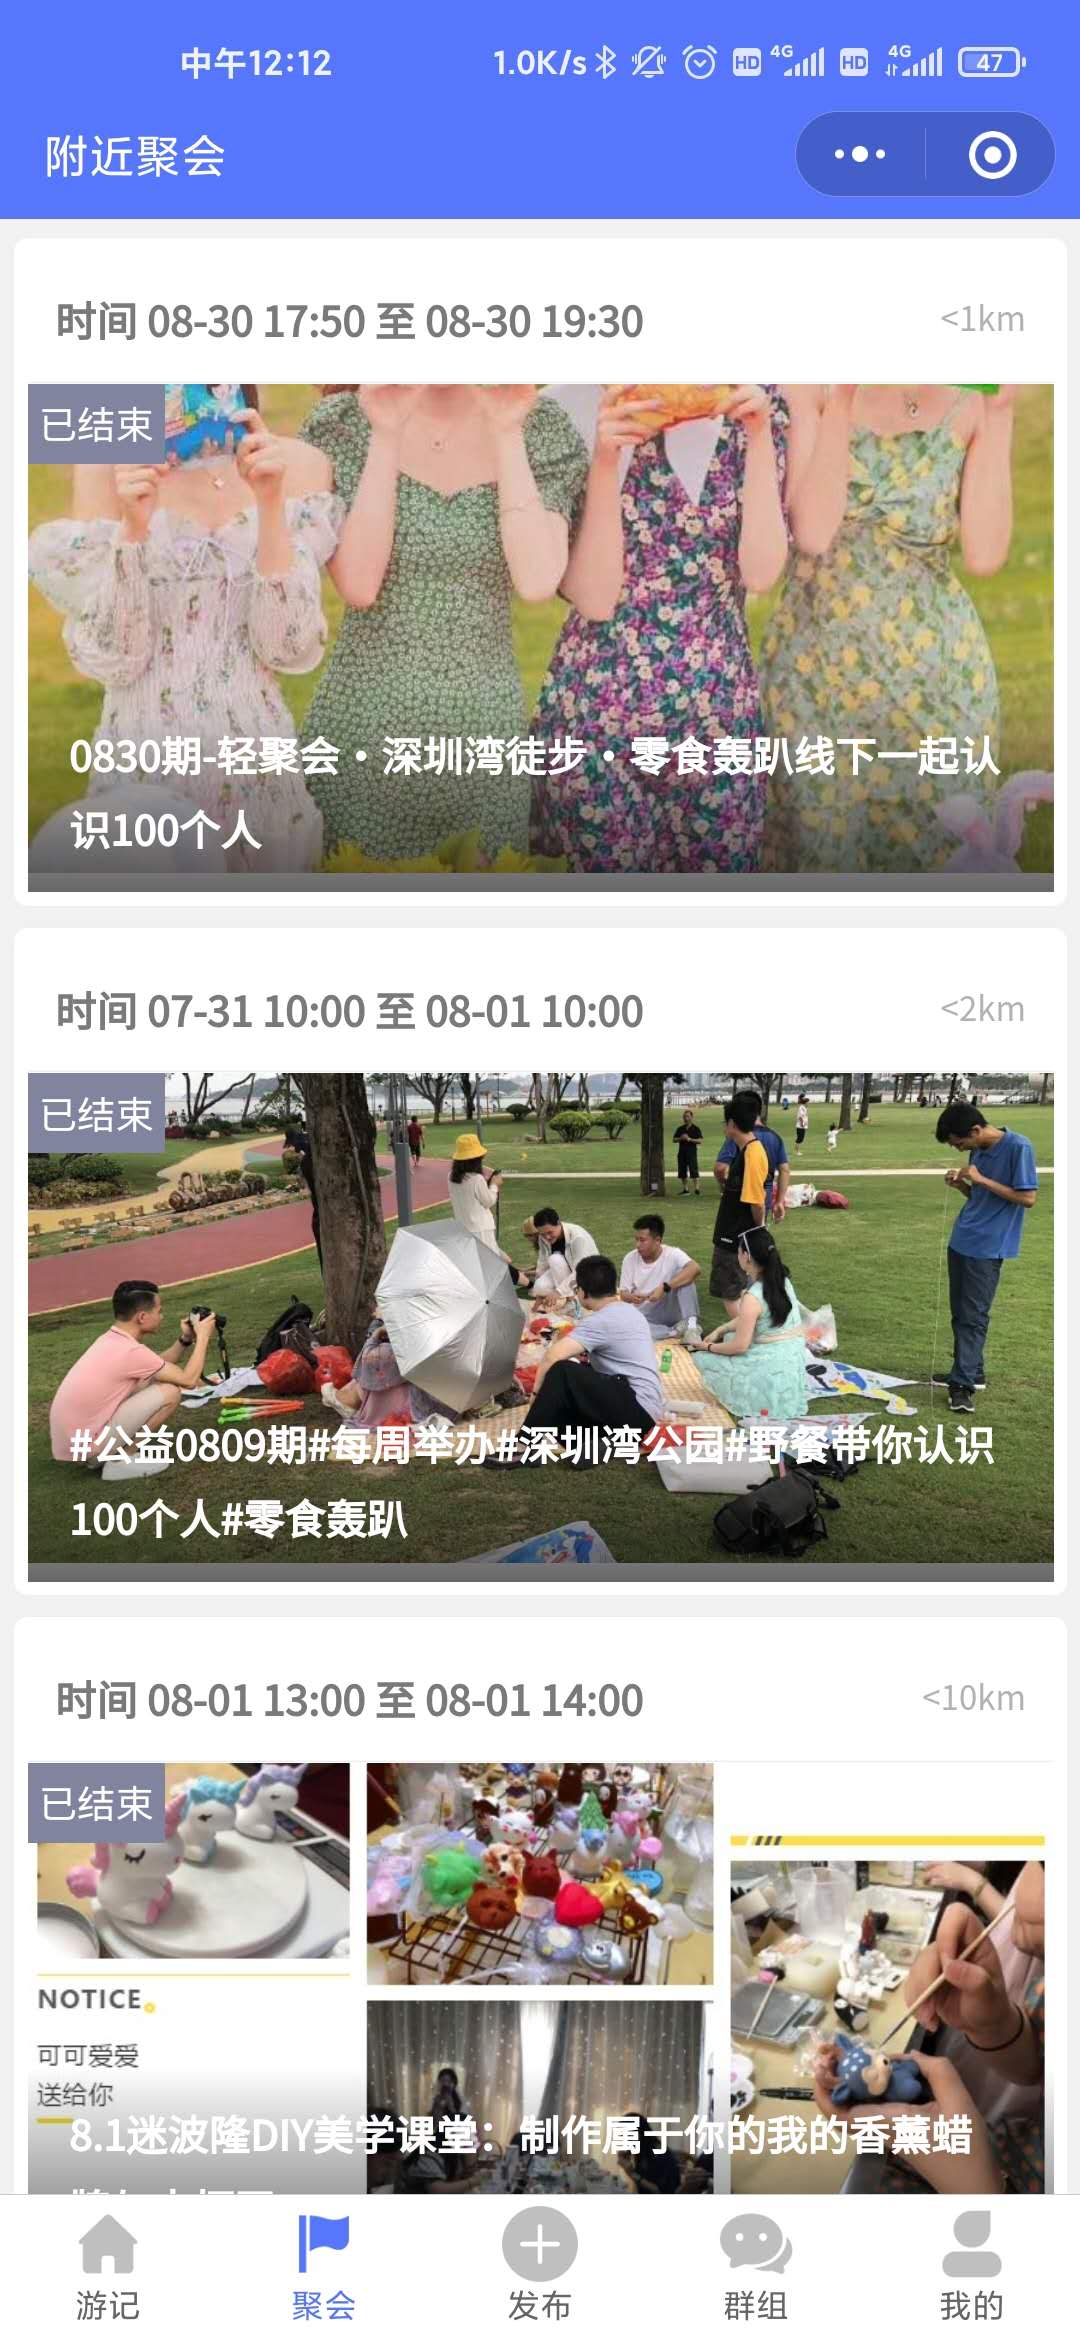 中午12:12
1.0K/s
HD
4G
HD
4G
47
附近聚会
时间 08-30 17:50 至 08-30 19:30
<1km
已结束
0830期-轻聚会·深圳湾徒步·零食轰趴线下一起认
识100个人
时间 07-31 10:00 至 08-01 10:00
<2km
已结束
#公益0809期#每周举办#深圳湾公园#野餐带你认识
100个人#零食轰趴
时间 08-01 13:00 至 08-01 14:00
<10km
已结束
NOTICE
可可爱爱
送给你
8.1迷波隆DIY美学课堂：制作属于你的我的香薰蜡
游记
聚会
发布
群组
我的